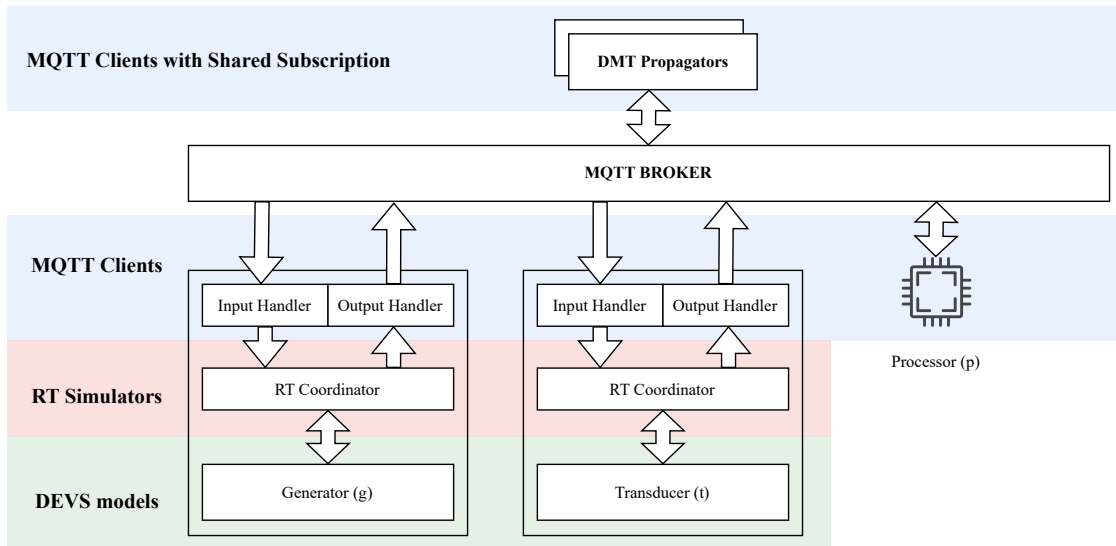 MQTT Clients with Shared Subscription
DMT Propagators
MQTT BROKER
MQTT Clients
Input Handler
Output Handler
Input Handler
Output Handler
Processor (p)
RT Simulators
RT Coordinator
RT Coordinator
DEVS models
Generator (g)
Transducer (t)